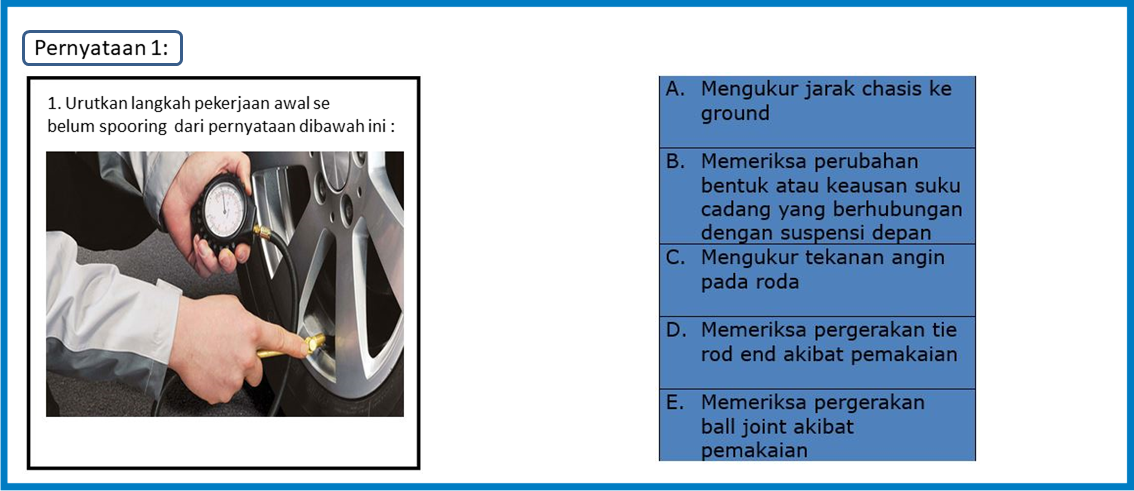 Pernyataan 1:
1. Urutkan langkah pekerjaan awal se
belum spooring dari pernyataan dibawah ini :
A. Mengukur jarak chasis ke
ground
B. Memeriksa perubahan
bentuk atau keausan suku
cadang yang berhubungan
dengan suspensi depan
C. Mengukur tekanan angin
pada roda
D. Memeriksa pergerakan tie
rod end akibat pemakaian
E. Memeriksa pergerakan
ball joint akibat
pemakaian